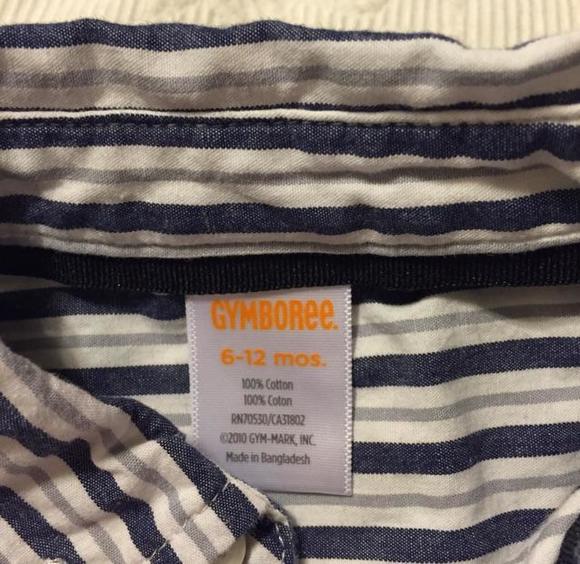 GYMBOREE.
6-12 mos.
100% Cotton
100% Coton
RN70530/CA31802
©2010 GYM-MARK, INC.
Made in Bangladesh